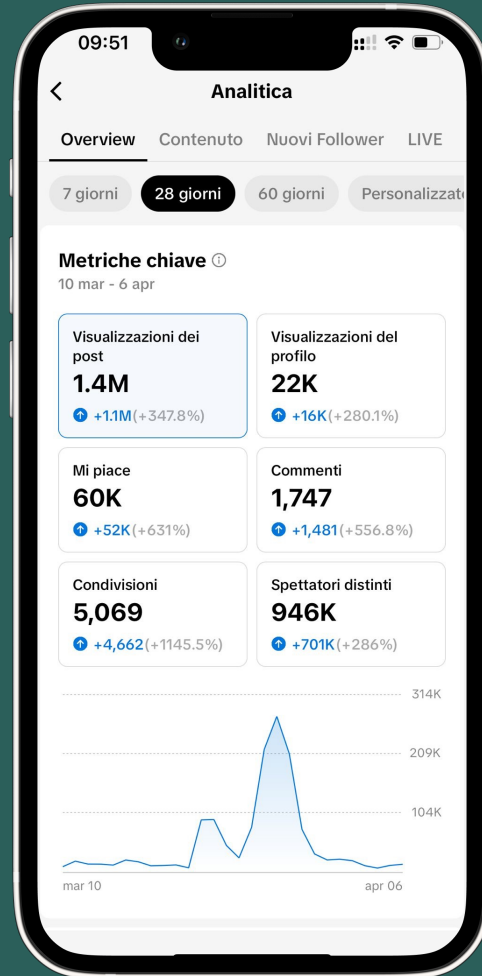 09:51
Analitica
Overview Contenuto Nuovi Follower LIVE
7 giorni 28 giorni 60 giorni Personalizzato
Metriche chiave
10 mar - 6 apr
Visualizzazioni dei
post
1.4M
+1.1M(+347.8%)
Visualizzazioni del
profilo
22K
+16K(+280.1%)
Mi piace
60K
+52K(+631%)
Commenti
1,747
+1,481(+556.8%)
Condivisioni
5,069
+4,662(+1145.5%)
Spettatori distinti
946K
+701K(+286%)
314K
209K
104K
mar 10 apr 06